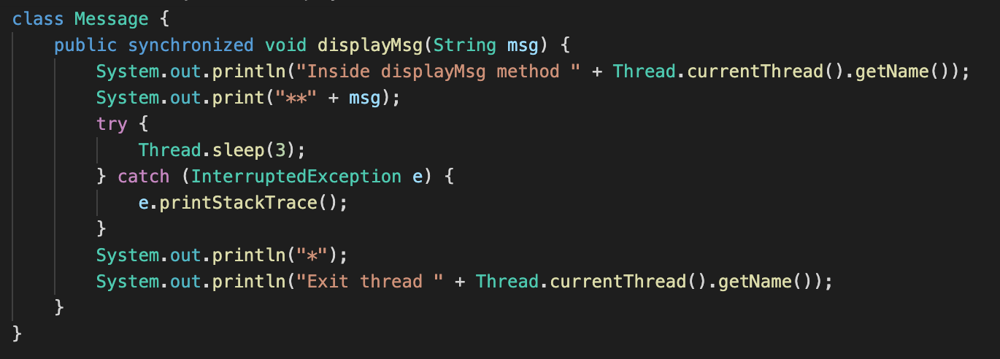 class Message {
    public synchronized void displayMsg(String msg) {
        System.out.println("Inside displayMsg method " + Thread.currentThread().getName());
        System.out.print("**" + msg);
        try {
            Thread.sleep(3);
        } catch (InterruptedException e) {
            e.printStackTrace();
        }
        System.out.println("*");
        System.out.println("Exit thread " + Thread.currentThread().getName());
    }
}